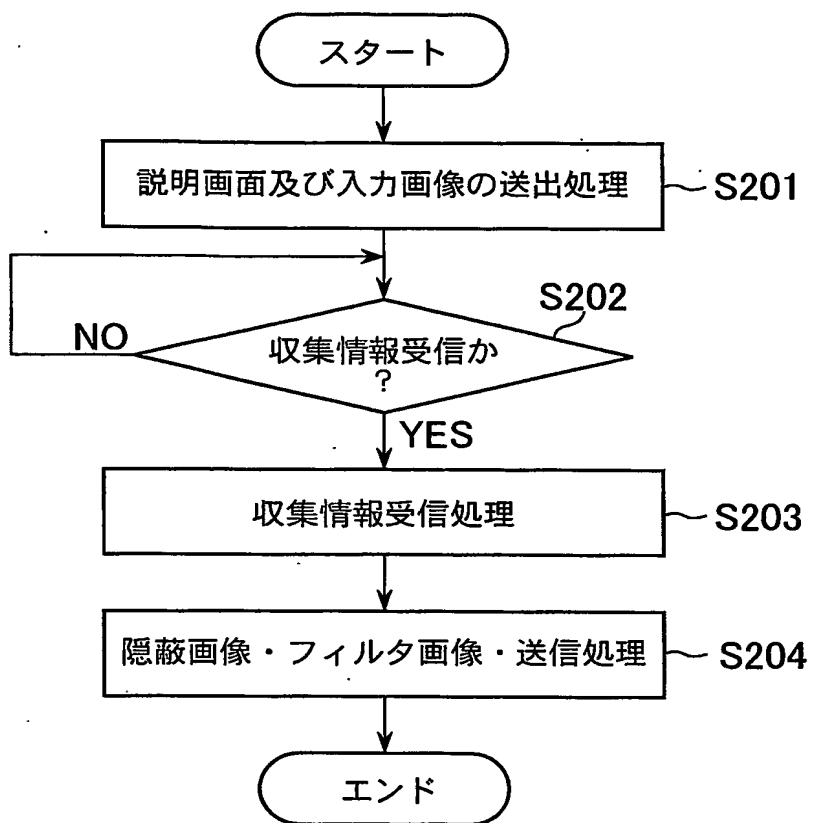 スタート
説明画面及び入力画像の送出処理
S201
S202
NO
収集情報受信か
?
YES
収集情報受信処理
S203
隠蔽画像・フィルタ画像・送信処理
S204
エンド